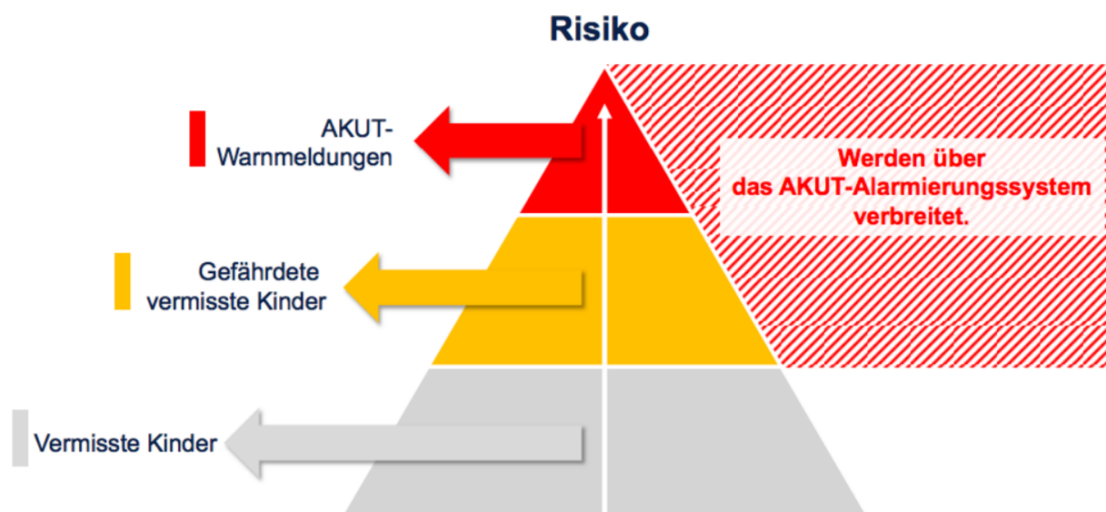 Risiko
AKUT-
Warnmeldungen
Werden über
das AKUT-Alarmierungssystem
verbreitet.
Gefährdete
vermisste Kinder
Vermisste Kinder